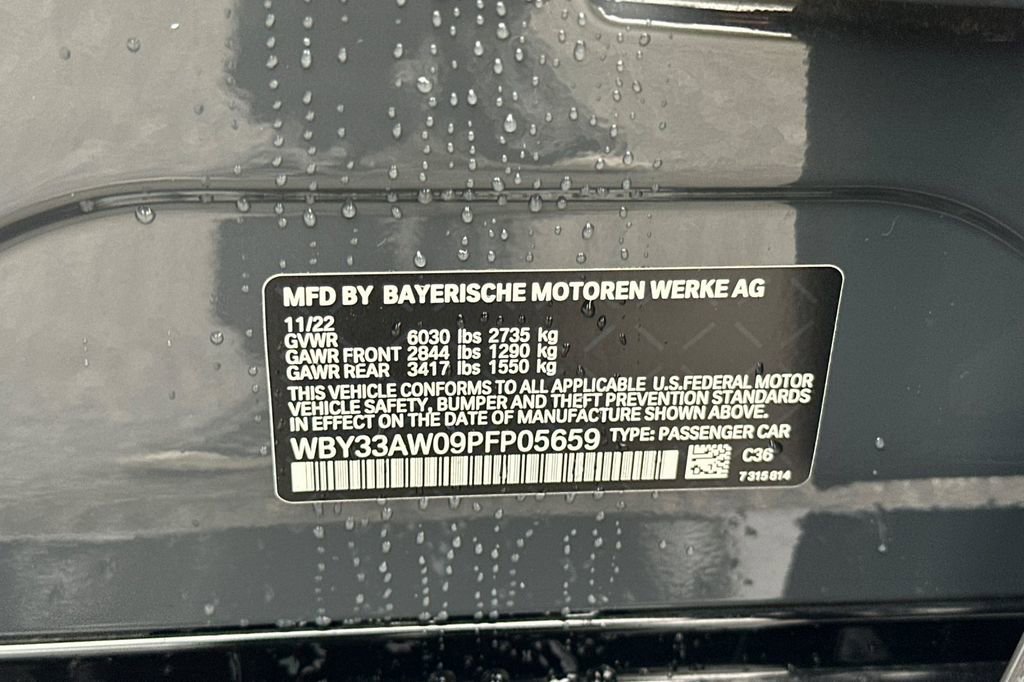 MFD BY BAYERISCHE MOTOREN WERKE AG
11/22
GVWR 6030 lbs 2735 kg
GAWR FRONT 2844 lbs 1290 kg
GAWR REAR 3417 lbs 1550 kg
THIS VEHICLE CONFORMS TO ALL APPLICABLE U.S.FEDERAL MOTOR
VEHICLE SAFETY, BUMPER AND THEFT PREVENTION STANDARDS
IN EFFECT ON THE DATE OF MANUFACTURE SHOWN ABOVE.
WBY33AW09PFP05659 TYPE: PASSENGER CAR
C36
7315814